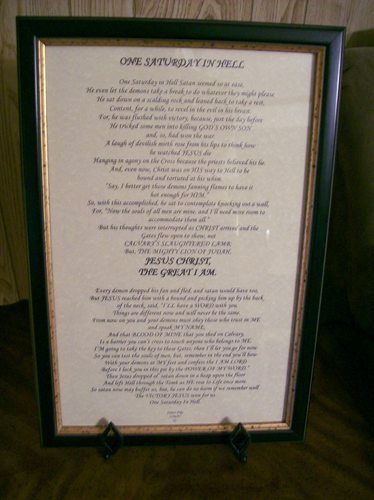 ONE SATURDAY IN HELL
One Saturday in Hell Satan seemed so at ease,
He even let the demons take a break to do whatever they might please.
He sat down on a scalding rock and leaned back to take a rest,
Content, for a while, to revel in the evil in his breast.
For, he was flushed with victory, because, just the day before
He tricked some men into killing GOD'S OWN SON
and, so, had won the war.
A laugh of devilish mirth rose from his lips to think how
he watched JESUS die
Hanging in agony on the Cross because the priests believed his lie.
And, even now, Christ was on HIS way to Hell to be
bound and tortured at his whim.
"Say, I better get those demons fanning flames to have it
hot enough for HIM."
So, with this accomplished, he sat to contemplate knocking out a wall,
For, "Now the souls of all men are mine, and I'll need more room to
accommodate them all."
But his thoughts were interrupted as CHRIST arrived and the
Gates flew open to show, not
CALVARY'S SLAUGHTERED LAMB,
But, THE MIGHTY LION OF JUDAH,
JESUS CHRIST,
THE GREAT I AM.
Every demon dropped his fan and fled, and satan would have too,
But JESUS reached him with a bound and picking him up by the back
of the neck, said, "I'LL have a WORD with you.
Things are different now and will never be the same.
From now on you and your demons must obey those who trust in ME
and speak MY NAME,
And that BLOOD OF MINE that you shed on Calvary,
Is a barrier you can't cross to touch anyone who belongs to ME.
I'M going to take the Keys to these Gates, then I'll let you go for now
So you can test the souls of men, but, remember in the end you'll bow
With your demons at MY feet and confess that I AM LORD
Before I lock you in this pit by the POWER OF MY WORD."
Then Jesus dropped ol' satan down in a heap upon the floor
And left Hell through the Tomb as HE rose to Life once more.
So satan now may buffet us, but, he can do no harm if we remember well
The VICTORY JESUS won for us
One Saturday In Hell.